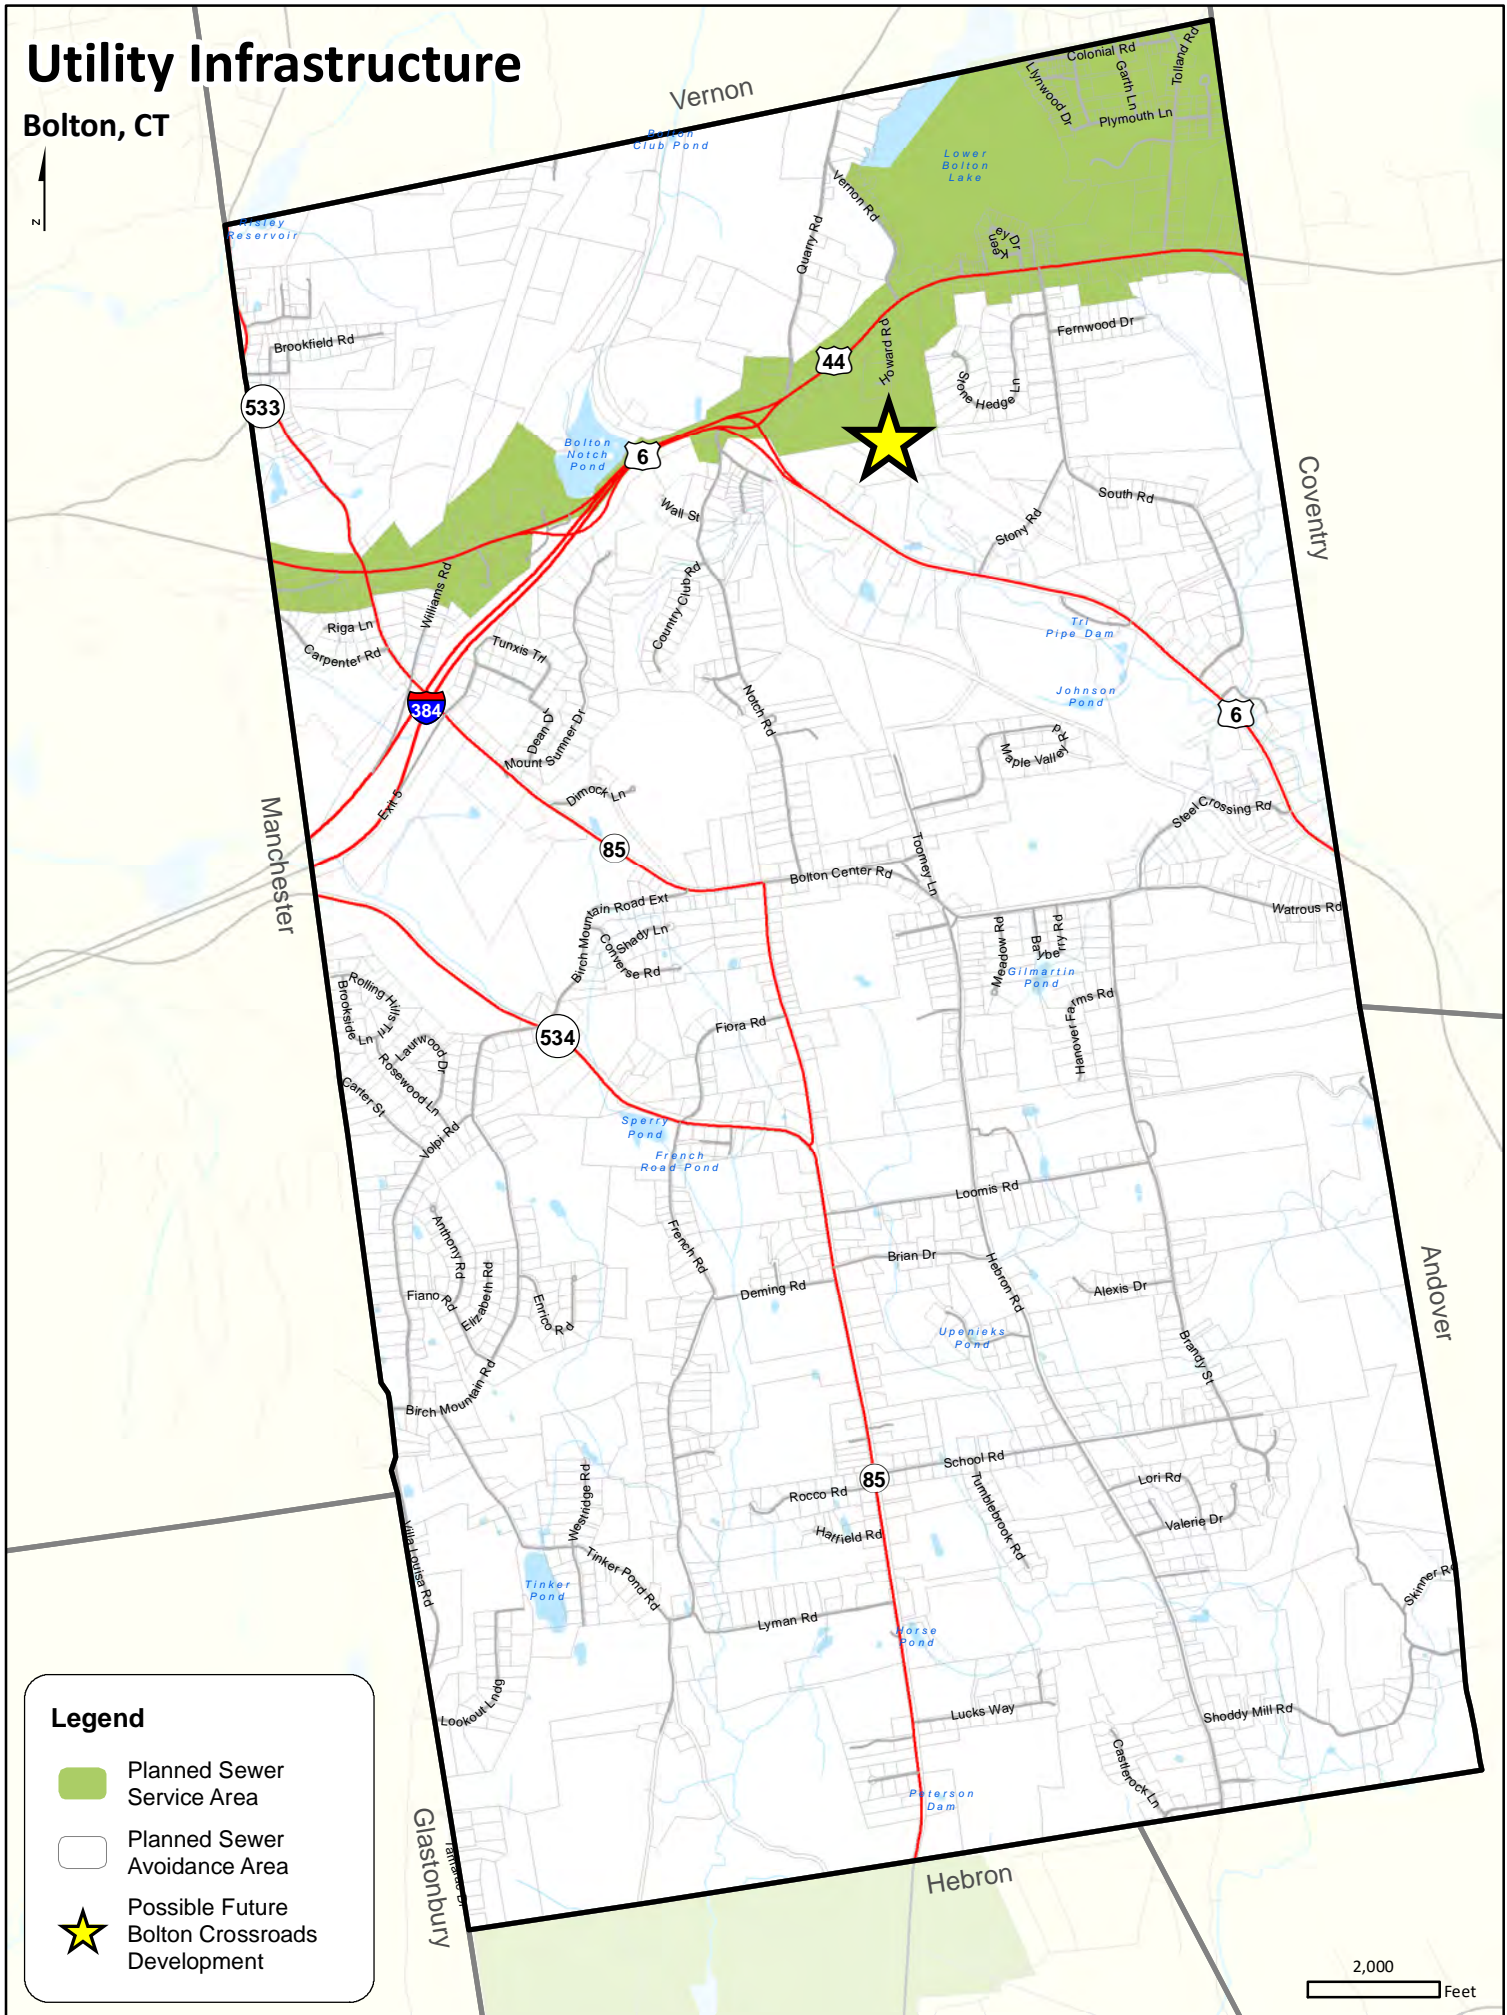 Utility Infrastructure
Bolton, CT
N
Vernon
Colonial Rd
Llynwood Dr
Garth Ln
Tolland Rd
Plymouth Ln
Bolton
Club Pond
Lower
Bolton
Lake
Vernon Rd
Quarry Rd
Risley
Reservoir
Keeney Dr
Brookfield Rd
Fernwood Dr
Howard Rd
44
Stone Hedge Ln
533
Bolton
Notch
Pond
6
Wall St
South Rd
Stony Rd
Coventry
Williams Rd
Country Club Rd
Riga Ln
Carpenter Rd
Tunxis Trl
Tri
Pipe Dam
Johnson
Pond
384
Notch Rd
6
Dean Dr
Mount Sumner Dr
Maple Valley Rd
Dimock Ln
Exit 5
Steel Crossing Rd
Manchester
85
Toomey Ln
Bolton Center Rd
Watrous Rd
Birch Mountain Road Ext
Shady Ln
Converse Rd
Meadow Rd
Bayberry Rd
Gilmartin
Pond
Hanover Farms Rd
Rolling Hills Trl
Brookside Ln
Laurwood Dr
Rosewood Ln
Carter St
534
Fiora Rd
Volpi Rd
Sperry
Pond
French
Road Pond
Loomis Rd
Anthony Rd
French Rd
Brian Dr
Hebron Rd
Andover
Fiano Rd
Elizabeth Rd
Enrico Rd
Deming Rd
Alexis Dr
Upenieks
Pond
Brandy St
Birch Mountain Rd
School Rd
85
Rocco Rd
Lori Rd
Westridge Rd
Tumblebrook Rd
Hatfield Rd
Valerie Dr
Villa Louisa Rd
Tinker
Pond
Tinker Pond Rd
Skinner Rd
Lyman Rd
Horse
Pond
Lookout Lndg
Lucks Way
Shoddy Mill Rd
Castlerock Ln
Peterson
Dam
Glastonbury
Hebron
Legend
Planned Sewer
Service Area
Planned Sewer
Avoidance Area
Possible Future
Bolton Crossroads
Development
2,000
Feet